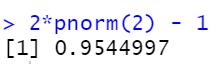 > 2*pnorm(2) - 1
[1] 0.9544997